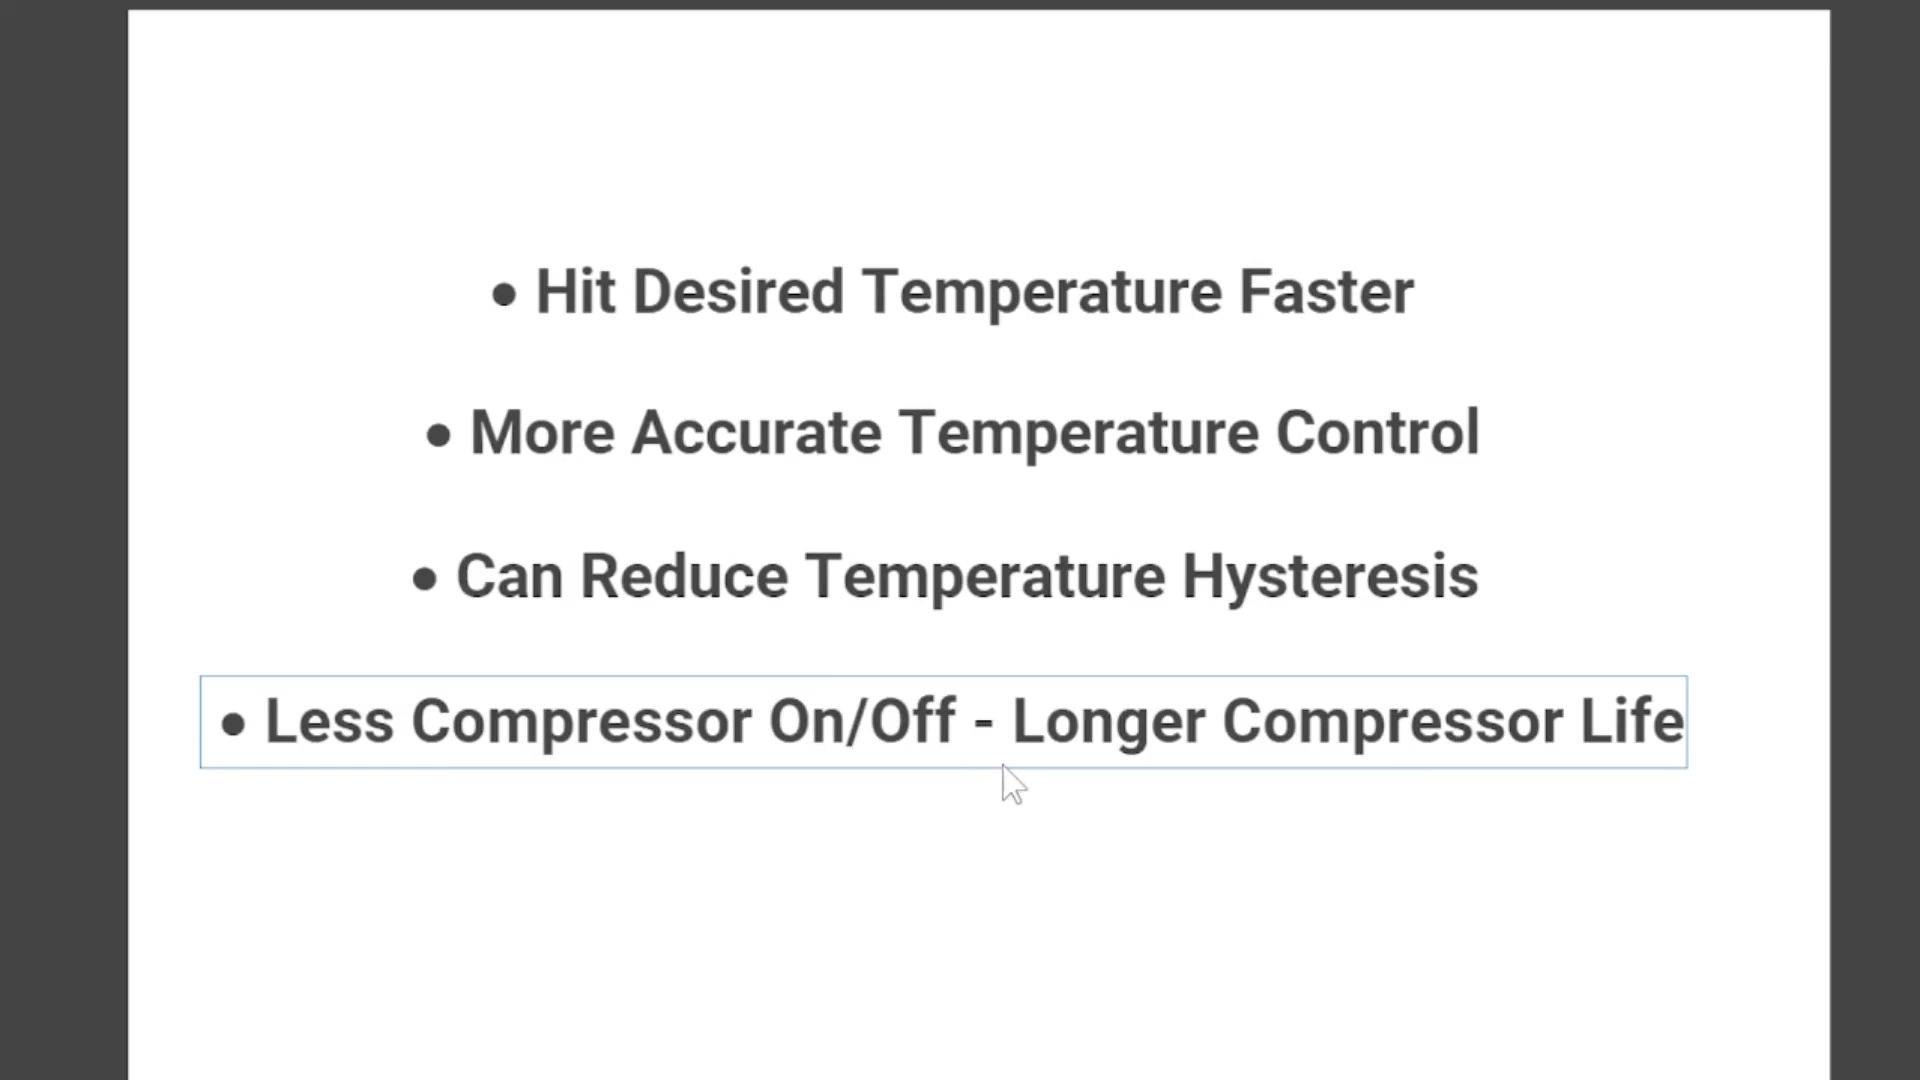 • Hit Desired Temperature Faster
• More Accurate Temperature Control
• Can Reduce Temperature Hysteresis
• Less Compressor On/Off - Longer Compressor Life